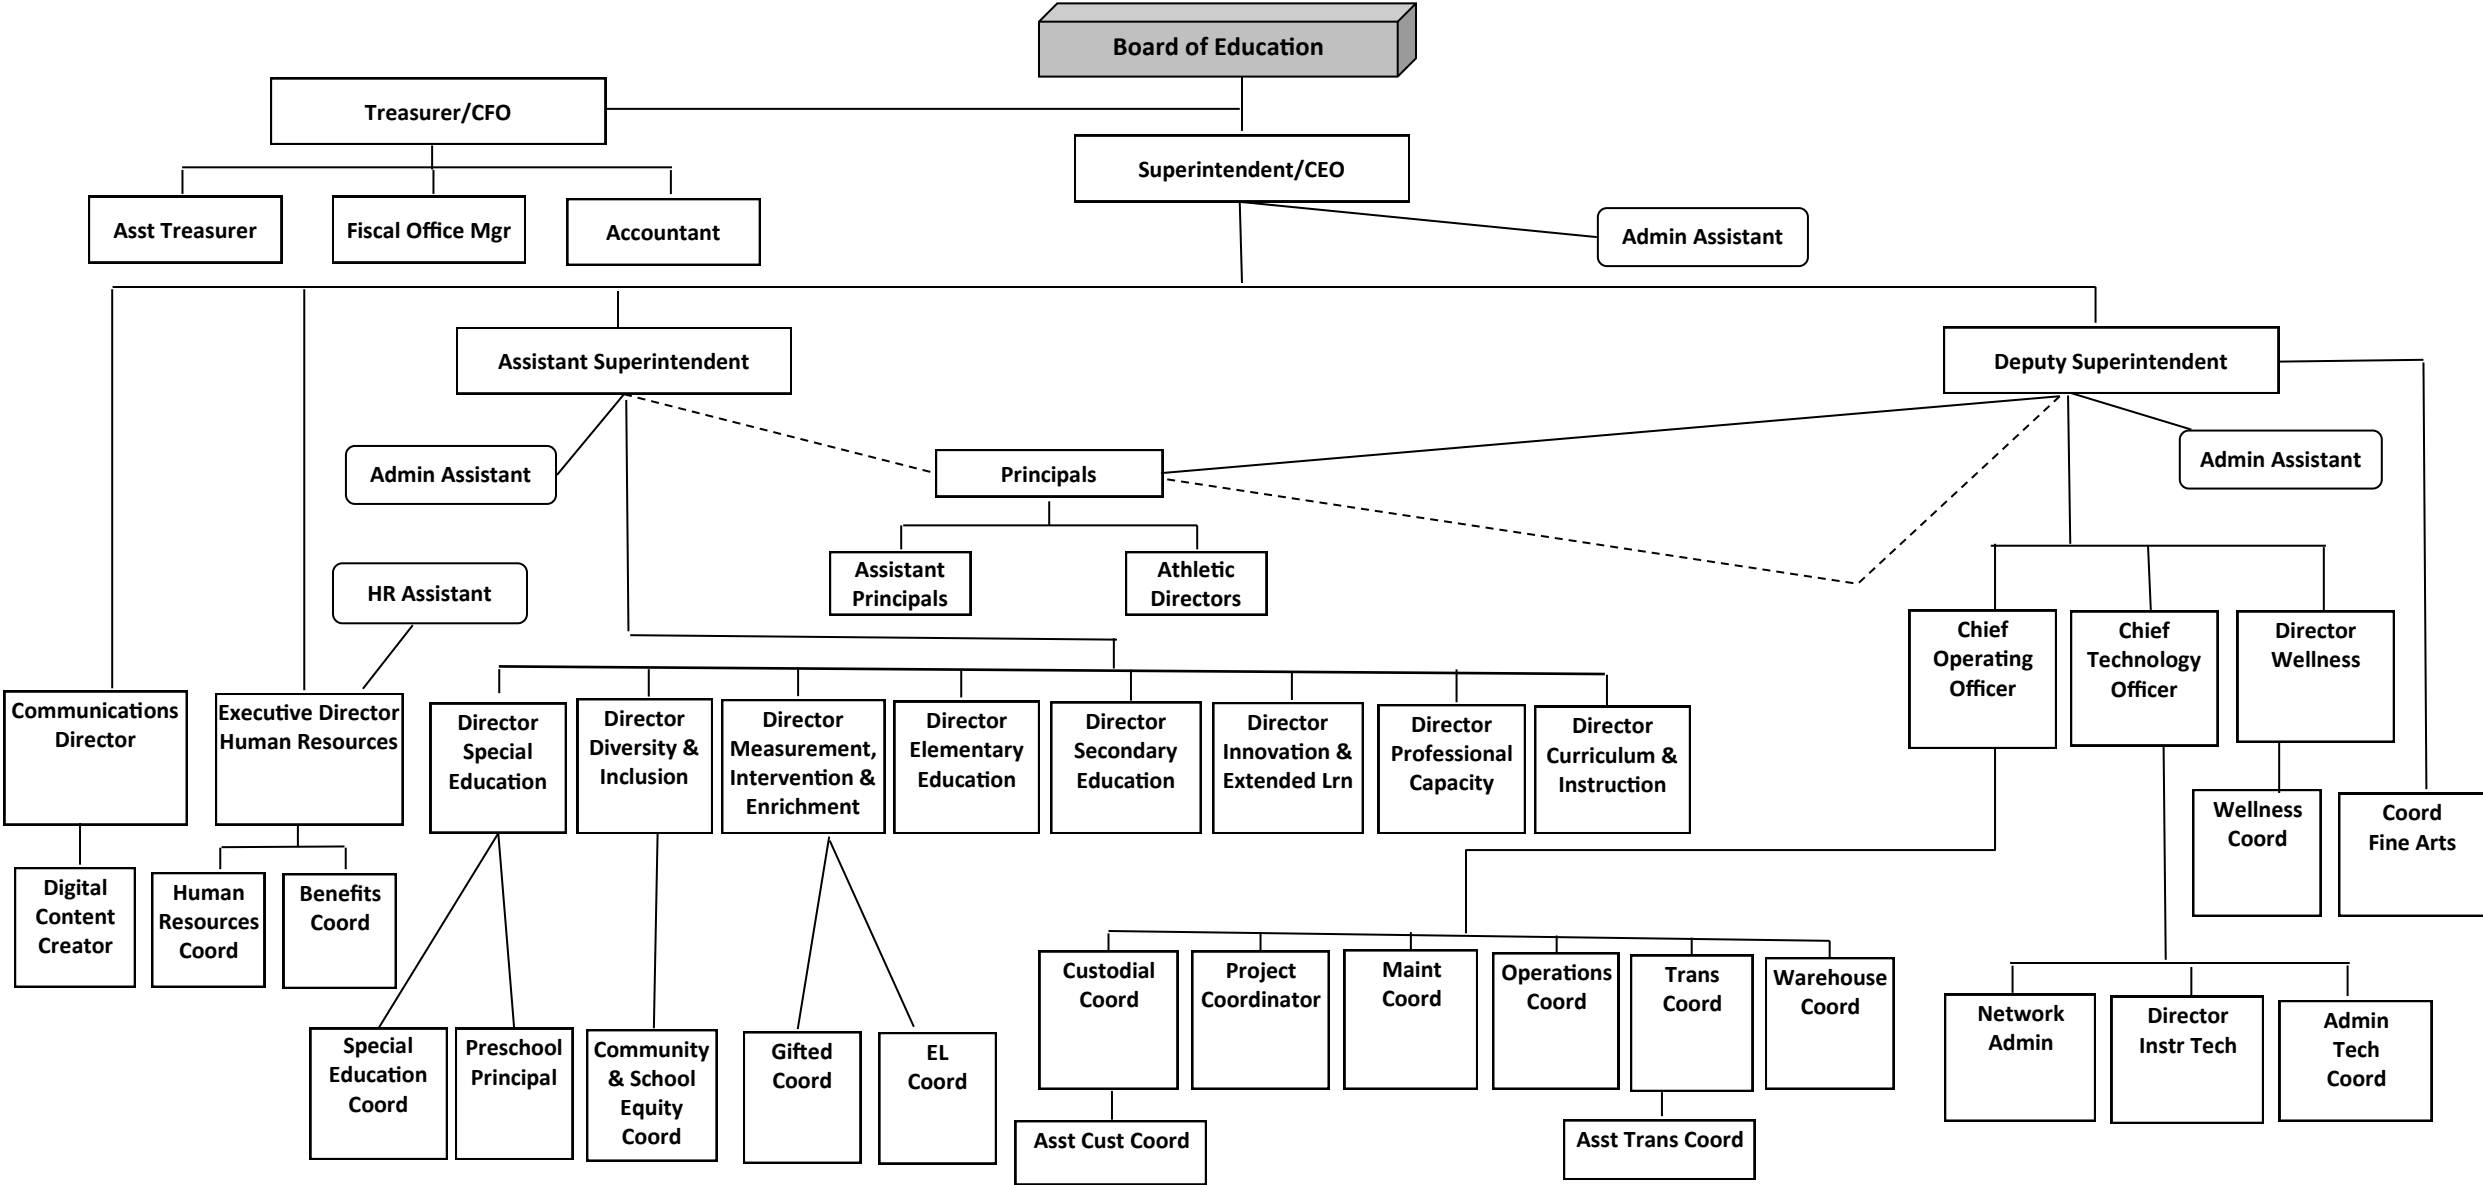 Board of Education
Treasurer/CFO
Superintendent/CEO
Asst Treasurer
Fiscal Office Mgr
Accountant
Admin Assistant
Assistant Superintendent
Deputy Superintendent
Admin Assistant
Principals
Admin Assistant
Assistant
Principals
Athletic
Directors
HR Assistant
Chief
Operating
Officer
Chief
Technology
Officer
Director
Wellness
Communications
Director
Executive Director
Human Resources
Director
Special
Education
Director
Diversity &
Inclusion
Director
Measurement,
Intervention &
Enrichment
Director
Elementary
Education
Director
Secondary
Education
Director
Innovation &
Extended Lrn
Director
Professional
Capacity
Director
Curriculum &
Instruction
Wellness
Coord
Coord
Fine Arts
Digital
Content
Creator
Human
Resources
Coord
Benefits
Coord
Custodial
Coord
Project
Coordinator
Maint
Coord
Operations
Coord
Trans
Coord
Warehouse
Coord
Network
Admin
Director
Instr Tech
Admin
Tech
Coord
Special
Education
Coord
Preschool
Principal
Community
& School
Equity
Coord
Gifted
Coord
EL
Coord
Asst Cust Coord
Asst Trans Coord